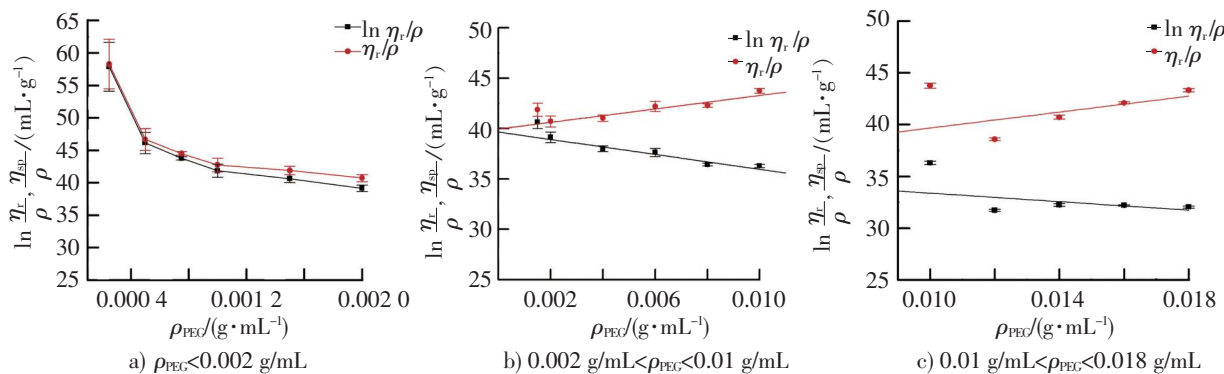 65
60
55
50
45
40
35
30
25
ln η_r/ρ, η_sp/ρ /(mL·g⁻¹)
ln η_r/ρ
η_r/ρ
0.000 4
0.001 2
0.002 0
ρ_PEG/(g·mL⁻¹)
a) ρ_PEG<0.002 g/mL
50
45
40
35
30
25
ln η_r/ρ, η_sp/ρ /(mL·g⁻¹)
ln η_r/ρ
η_r/ρ
0.002
0.006
0.010
ρ_PEG/(g·mL⁻¹)
b) 0.002 g/mL<ρ_PEG<0.01 g/mL
50
45
40
35
30
25
ln η_r/ρ, η_sp/ρ /(mL·g⁻¹)
ln η_r/ρ
η_r/ρ
0.010
0.014
0.018
ρ_PEG/(g·mL⁻¹)
c) 0.01 g/mL<ρ_PEG<0.018 g/mL